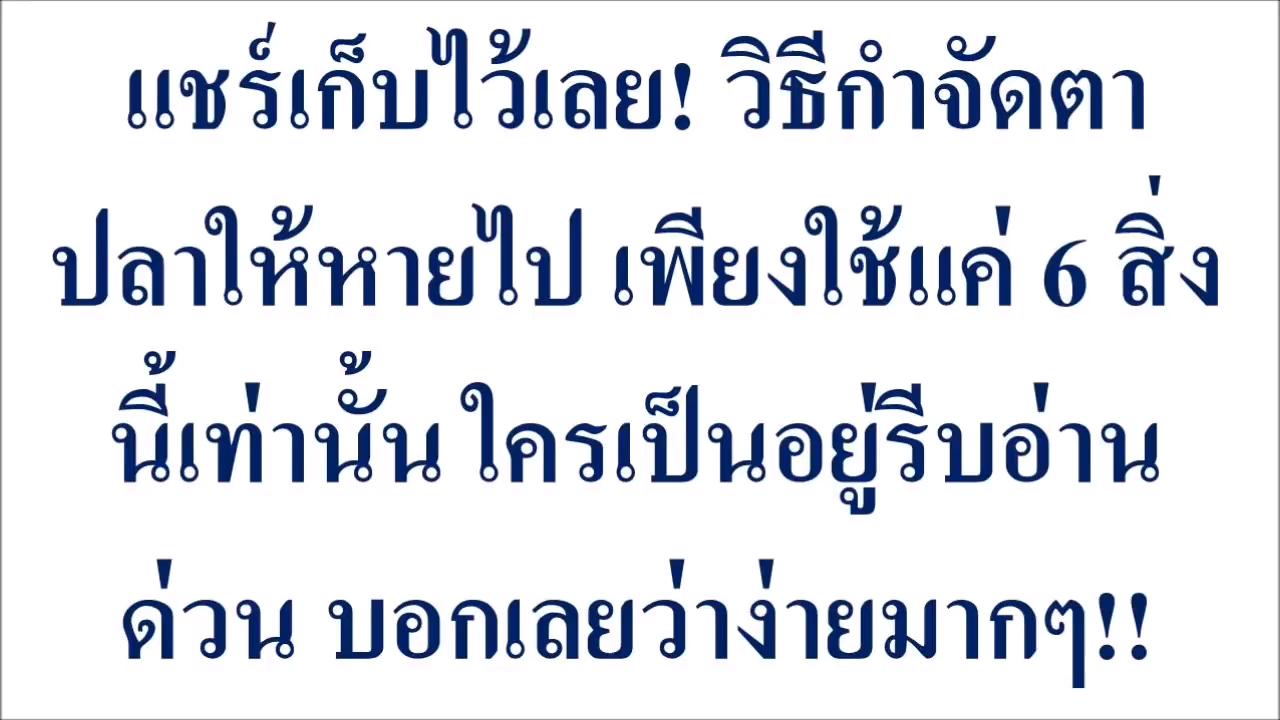 แชร์เก็บไว้เลย! วิธีกำจัดตา
ปลาให้หายไป เพียงใช้แค่ 6 สิ่ง
นี้เท่านั้น ใครเป็นอยู่รีบอ่าน
ด่วน บอกเลยว่าง่ายมากๆ!!